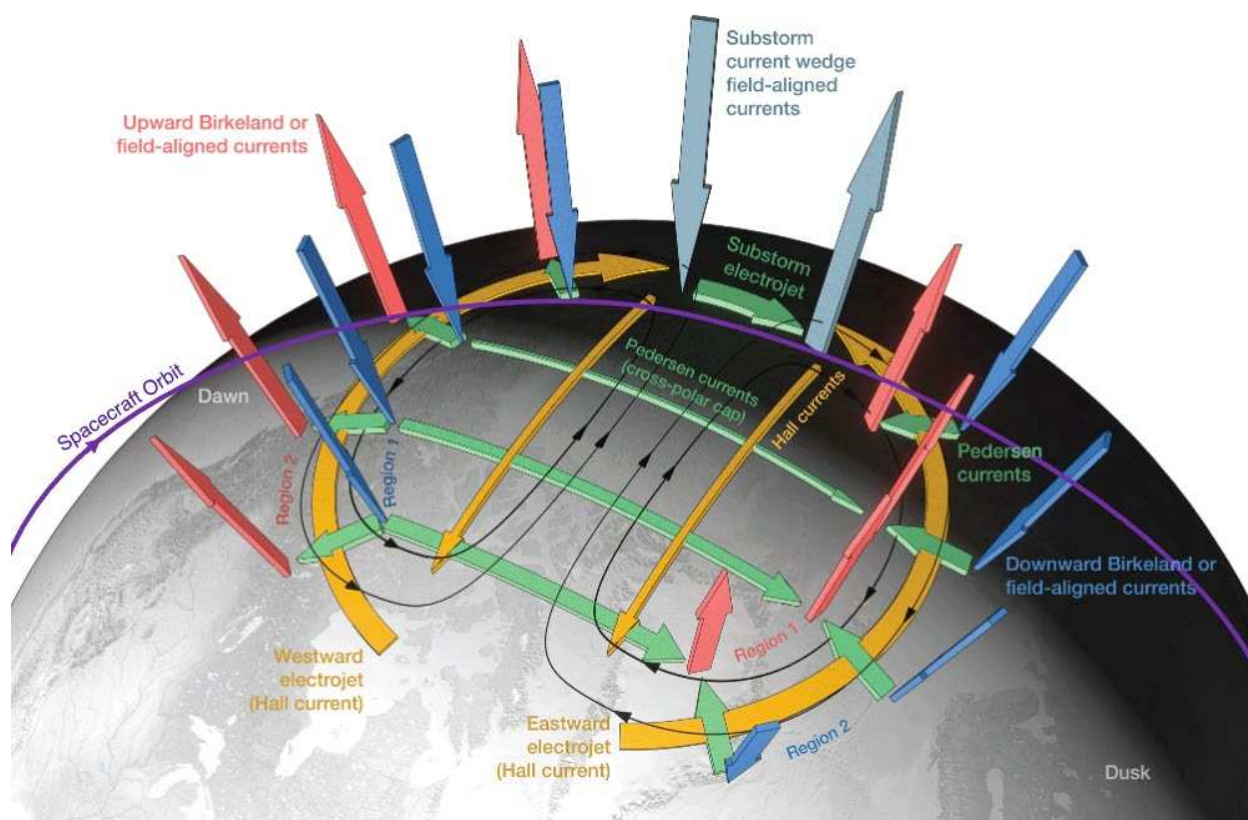 Substorm
current wedge
field-aligned
currents
Upward Birkeland or
field-aligned currents
Substorm
electrojet
Spacecraft Orbit
Dawn
Pedersen currents
(cross-polar cap)
Hall currents
Region 2
Region 1
Pedersen
currents
Downward Birkeland or
field-aligned currents
Region 1
Westward
electrojet
(Hall current)
Eastward
electrojet
(Hall current)
Region 2
Dusk